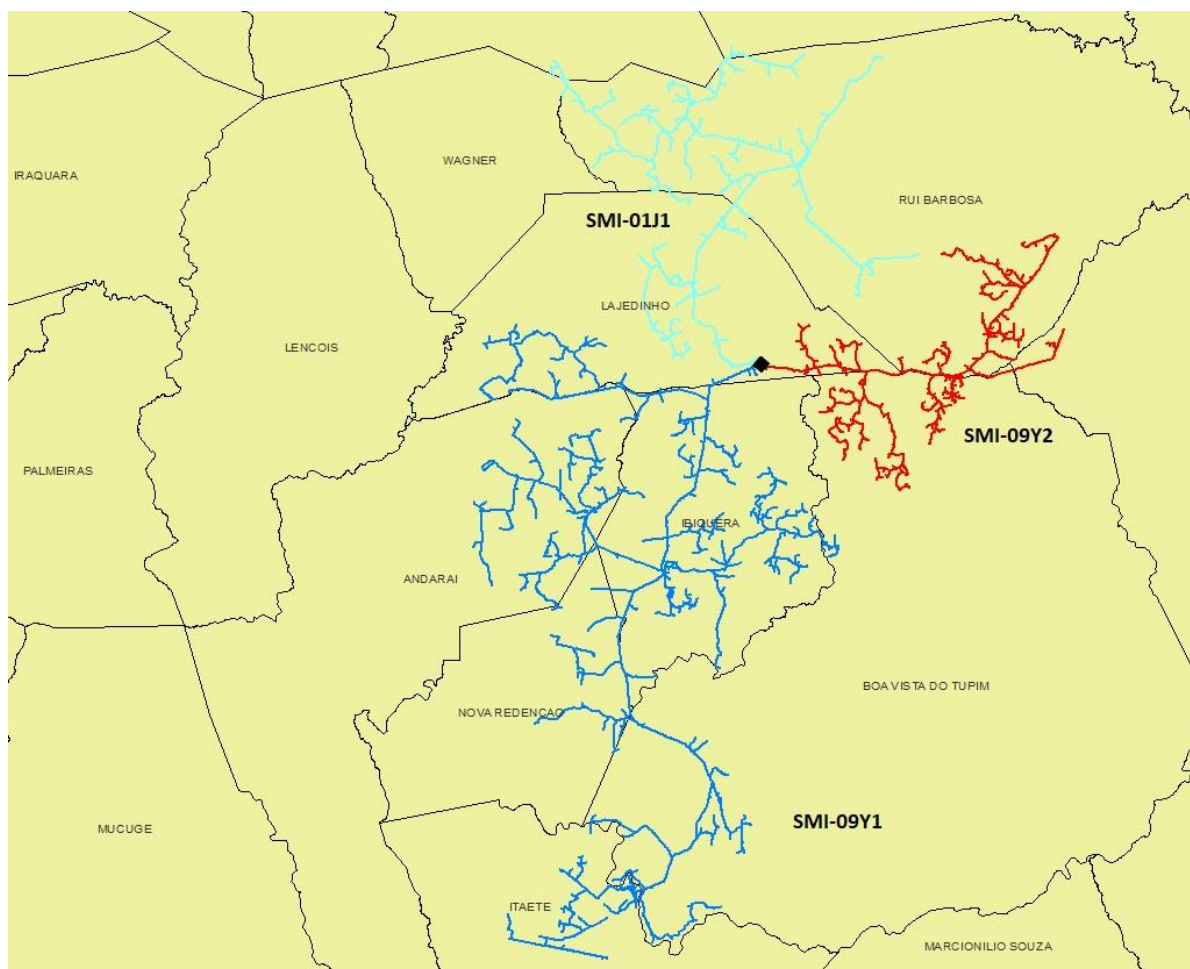 WAGNER
IRAQUARA
RUI BARBOSA
SMI-01J1
LAJEDINHO
LENCOIS
SMI-09Y2
PALMEIRAS
IBIQUERA
ANDARAI
BOA VISTA DO TUPIM
NOVA REDENÇAO
SMI-09Y1
MUCUGE
ITAETE
MARCIONILIO SOUZA